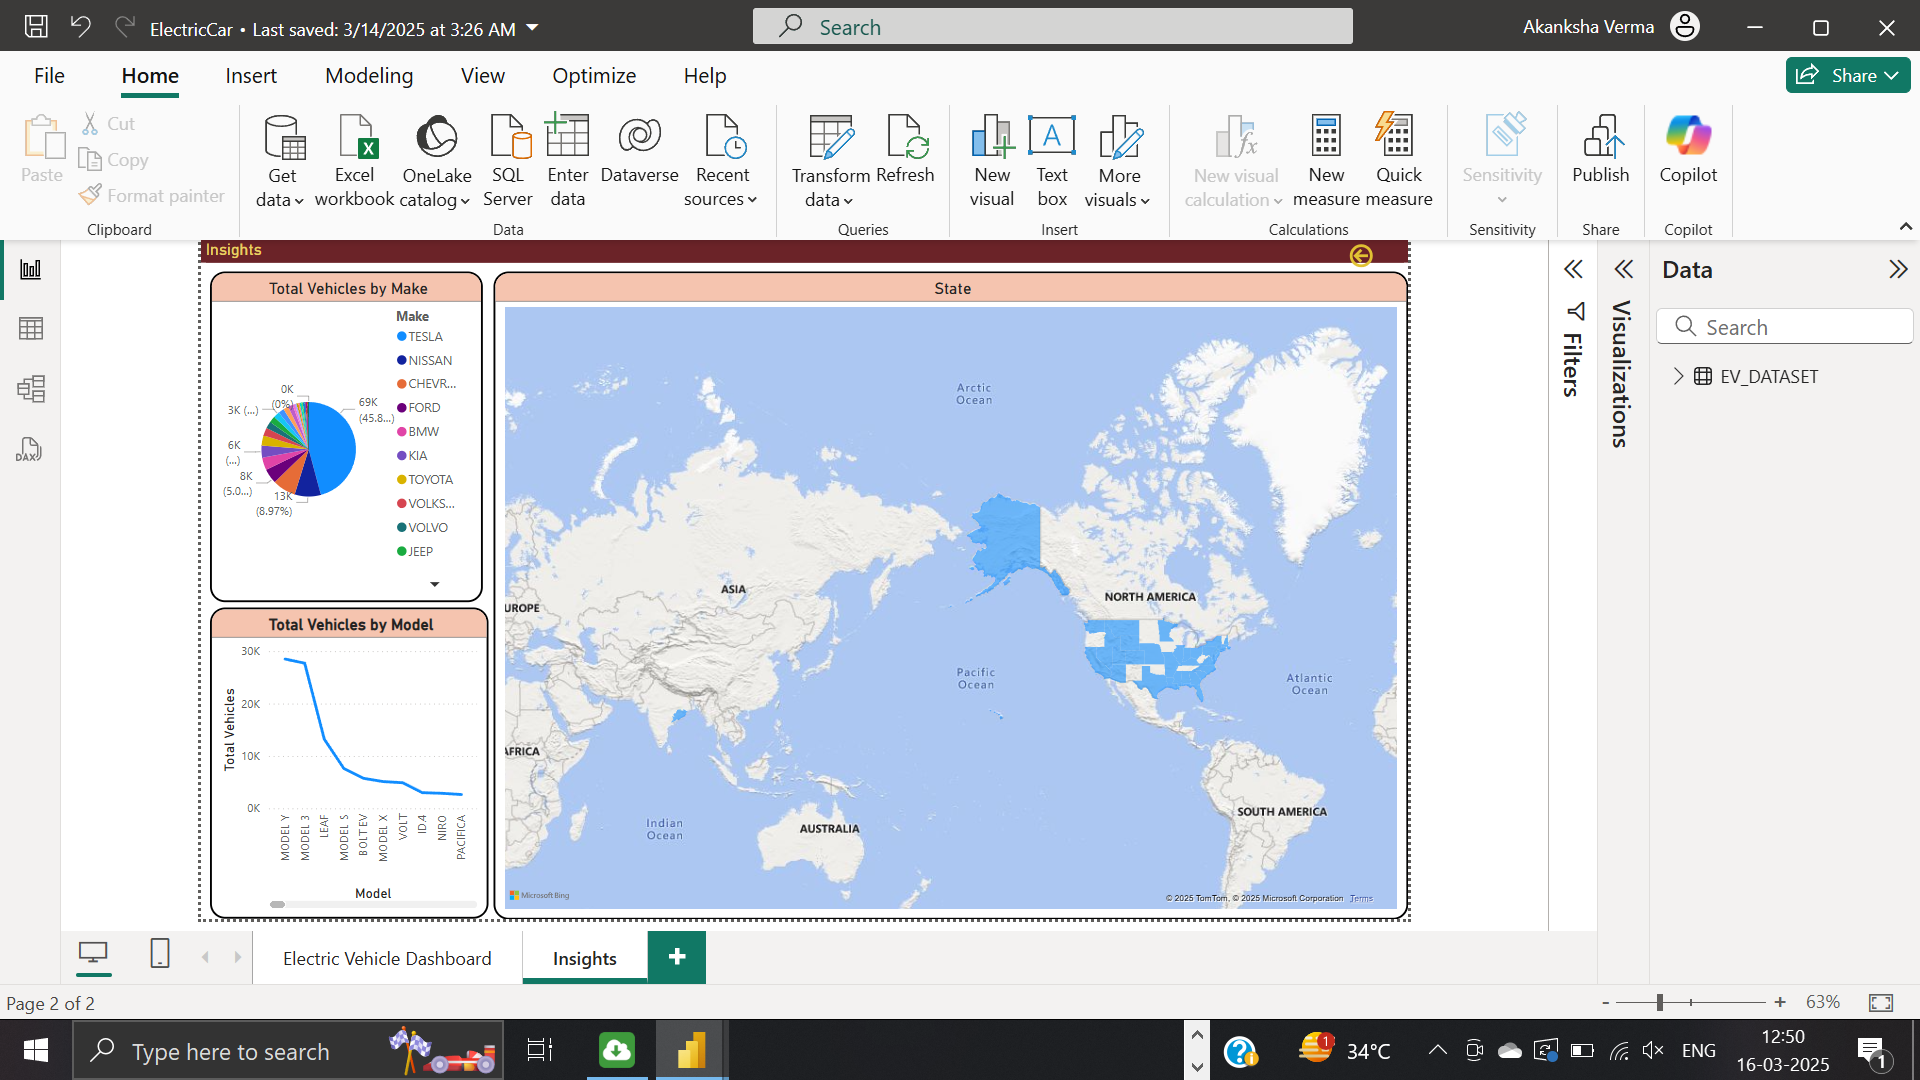 ElectricCar • Last saved: 3/14/2025 at 3:26 AM
Search
Akanksha Verma
File
Home
Insert
Modeling
View
Optimize
Help
Share
Paste
Cut
Copy
Format painter
Clipboard
Get data
Excel workbook
OneLake catalog
SQL Server
Enter data
Dataverse
Recent sources
Data
Transform data
Refresh
Queries
New visual
Text box
More visuals
Insert
New visual calculation
New measure
Quick measure
Calculations
Sensitivity
Sensitivity
Publish
Share
Copilot
Copilot
Insights
Total Vehicles by Make
Make
TESLA
NISSAN
CHEVR...
FORD
BMW
KIA
TOYOTA
VOLKS...
VOLVO
JEEP
0K
(0%)
3K (...)
6K
(...)
8K
(5.0...)
13K
(8.97%)
69K
(45.8...)
Total Vehicles by Model
Total Vehicles
30K
20K
10K
0K
MODEL Y
MODEL 3
LEAF
MODEL S
BOLT EV
MODEL X
VOLT
ID.4
NIRO
PACIFICA
Model
State
Arctic
Ocean
ASIA
UROPE
NORTH AMERICA
Pacific
Ocean
Atlantic
Ocean
AFRICA
Indian
Ocean
AUSTRALIA
SOUTH AMERICA
Microsoft Bing
© 2025 TomTom, © 2025 Microsoft Corporation Terms
Filters
Visualizations
Data
Search
EV_DATASET
Electric Vehicle Dashboard
Insights
Page 2 of 2
63%
Type here to search
1
34°C
ENG
12:50
16-03-2025
1
DAX